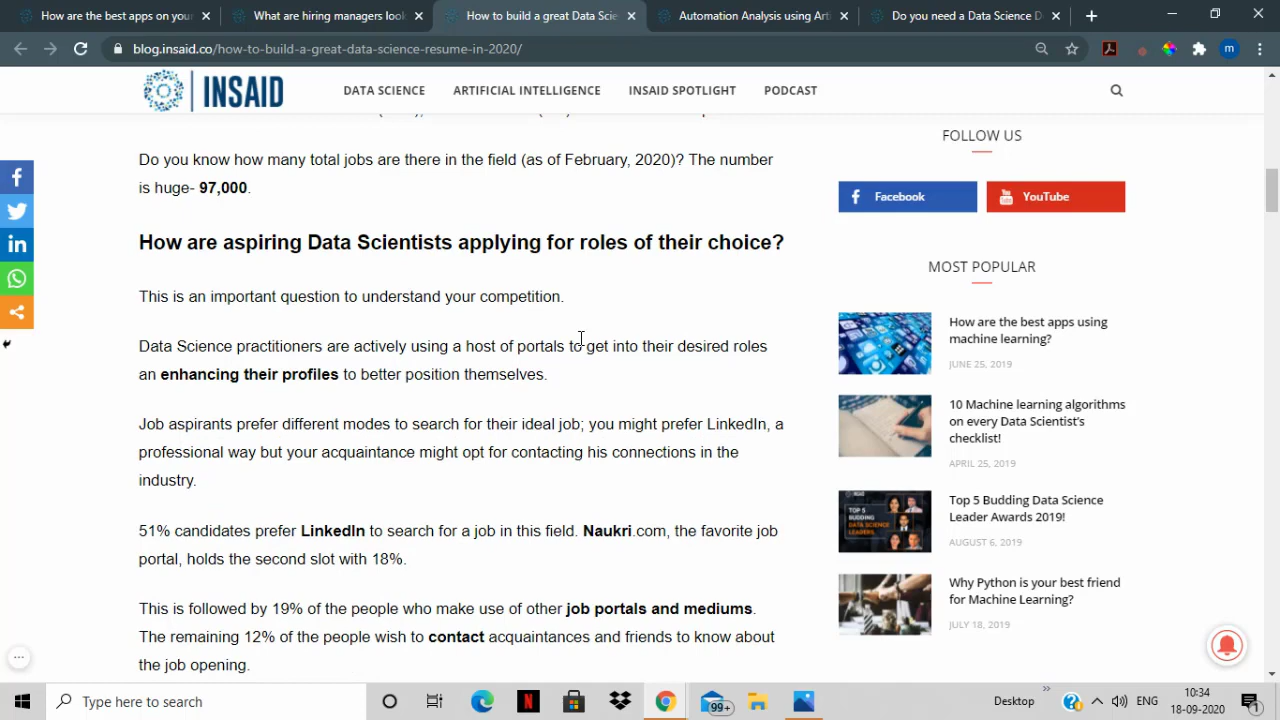 How are the best apps on your
What are hiring managers look
How to build a great Data Scie
Automation Analysis using Arti
Do you need a Data Science D
blog.insaid.co/how-to-build-a-great-data-science-resume-in-2020/
m
INSAID
DATA SCIENCE
ARTIFICIAL INTELLIGENCE
INSAID SPOTLIGHT
PODCAST
Do you know how many total jobs are there in the field (as of February, 2020)? The number
is huge- 97,000.
How are aspiring Data Scientists applying for roles of their choice?
This is an important question to understand your competition.
Data Science practitioners are actively using a host of portals to get into their desired roles
an enhancing their profiles to better position themselves.
Job aspirants prefer different modes to search for their ideal job; you might prefer LinkedIn, a
professional way but your acquaintance might opt for contacting his connections in the
industry.
candidates prefer LinkedIn to search for a job in this field. Naukri.com, the favorite job
portal, holds the second slot with 18%.
This is followed by 19% of the people who make use of other job portals and mediums.
The remaining 12% of the people wish to contact acquaintances and friends to know about
the job opening.
FOLLOW US
Facebook
YouTube
MOST POPULAR
How are the best apps using
machine learning?
JUNE 25, 2019
10 Machine learning algorithms
on every Data Scientist's
checklist!
APRIL 25, 2019
TOP 5
BUDDING
DATA SCIENCE
LEADERS
Top 5 Budding Data Science
Leader Awards 2019!
AUGUST 6, 2019
Why Python is your best friend
for Machine Learning?
JULY 18, 2019
Type here to search
99+
Desktop
ENG
10:34
18-09-2020